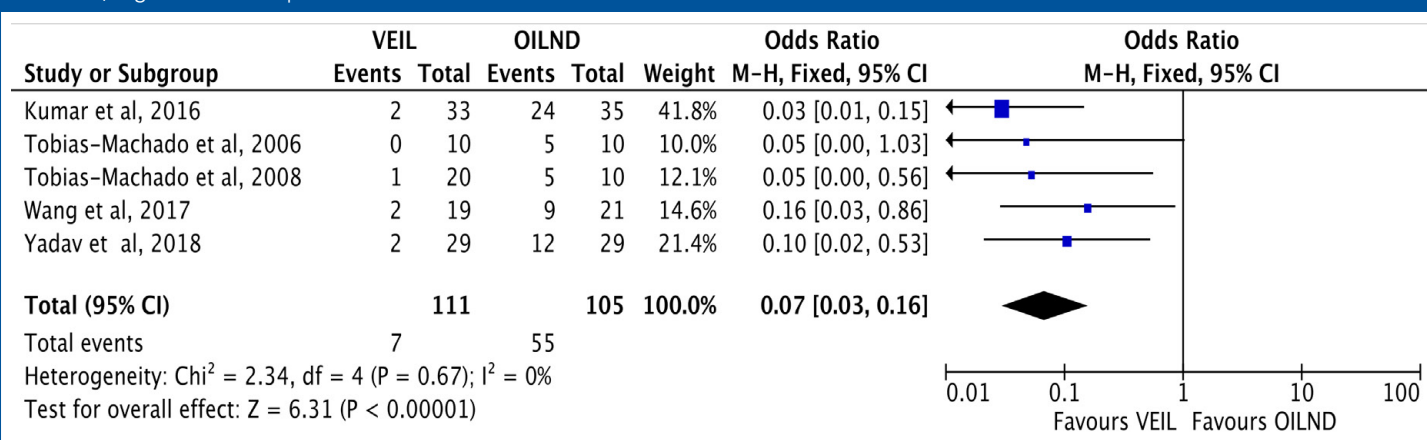 VEIL OILND Odds Ratio Odds Ratio
Study or Subgroup Events Total Events Total Weight M-H, Fixed, 95% CI M-H, Fixed, 95% CI
Kumar et al, 2016 2 33 24 35 41.8% 0.03 [0.01, 0.15]
Tobias-Machado et al, 2006 0 10 5 10 10.0% 0.05 [0.00, 1.03]
Tobias-Machado et al, 2008 1 20 5 10 12.1% 0.05 [0.00, 0.56]
Wang et al, 2017 2 19 9 21 14.6% 0.16 [0.03, 0.86]
Yadav et al, 2018 2 29 12 29 21.4% 0.10 [0.02, 0.53]
Total (95% CI) 111 105 100.0% 0.07 [0.03, 0.16]
Total events 7 55
Heterogeneity: Chi² = 2.34, df = 4 (P = 0.67); I² = 0%
Test for overall effect: Z = 6.31 (P < 0.00001)
0.01 0.1 1 10 100
Favours VEIL Favours OILND